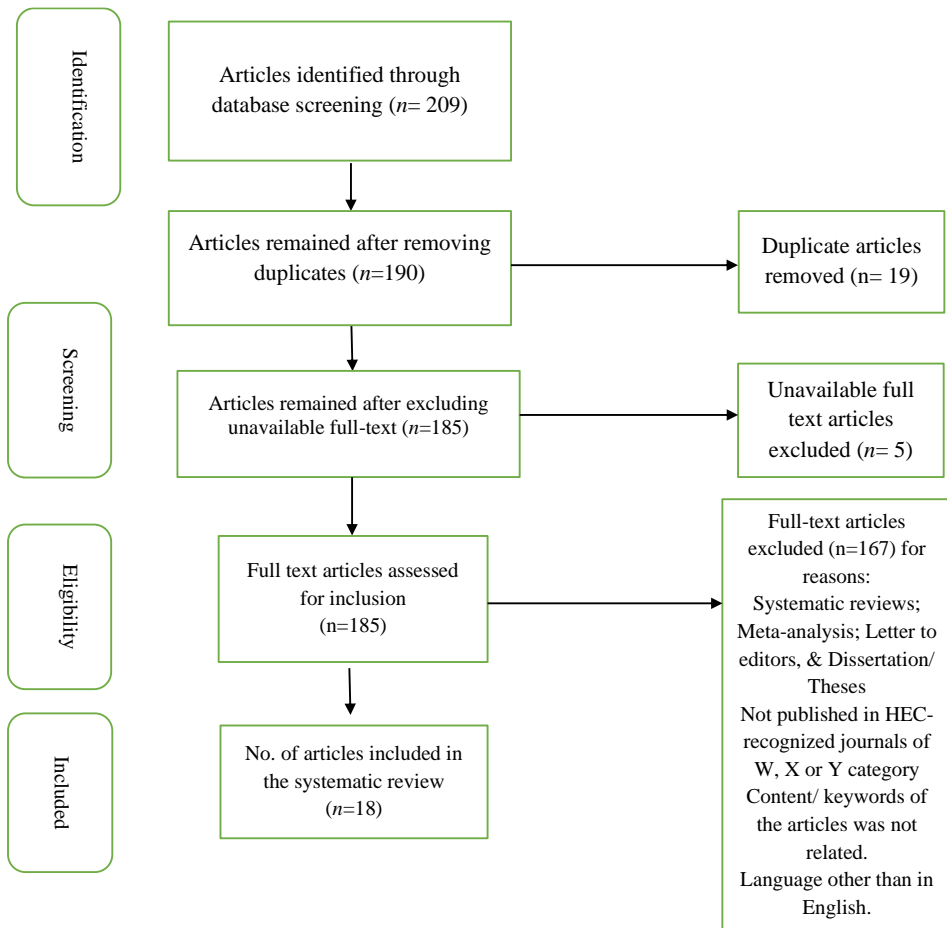 Identification
Articles identified through
database screening (n= 209)
Articles remained after removing
duplicates (n=190)
Duplicate articles
removed (n= 19)
Screening
Articles remained after excluding
unavailable full-text (n=185)
Unavailable full
text articles
excluded (n= 5)
Eligibility
Full text articles assessed
for inclusion
(n=185)
Full-text articles
excluded (n=167) for
reasons:
Systematic reviews;
Meta-analysis; Letter to
editors, & Dissertation/
Theses
Not published in HEC-
recognized journals of
W, X or Y category
Content/ keywords of
the articles was not
related.
Language other than in
English.
Included
No. of articles included in
the systematic review
(n=18)